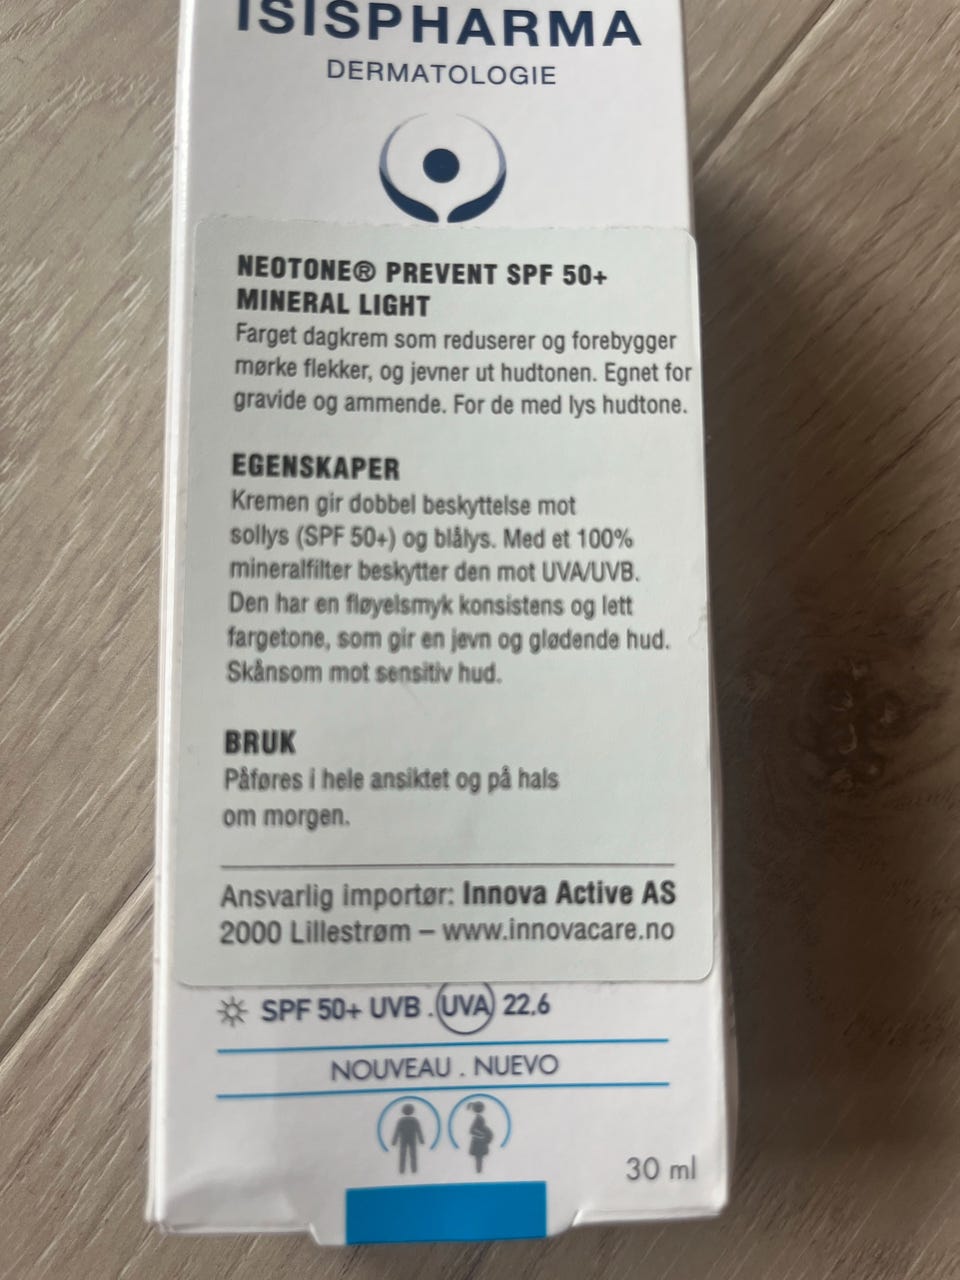 ISISPHARMA
DERMATOLOGIE
NEOTONE® PREVENT SPF 50+
MINERAL LIGHT
Farget dagkrem som reduserer og forebygger
mørke flekker, og jevner ut hudtonen. Egnet for
gravide og ammende. For de med lys hudtone.
EGENSKAPER
Kremen gir dobbel beskyttelse mot
sollys (SPF 50+) og blålys. Med et 100%
mineralfilter beskytter den mot UVA/UVB.
Den har en fløyelsmyk konsistens og lett
fargetone, som gir en jevn og glødende hud.
Skånsom mot sensitiv hud.
BRUK
Påføres i hele ansiktet og på hals
om morgen.
Ansvarlig importør: Innova Active AS
2000 Lillestrøm – www.innovacare.no
SPF 50+ UVB . UVA 22.6
NOUVEAU . NUEVO
30 ml